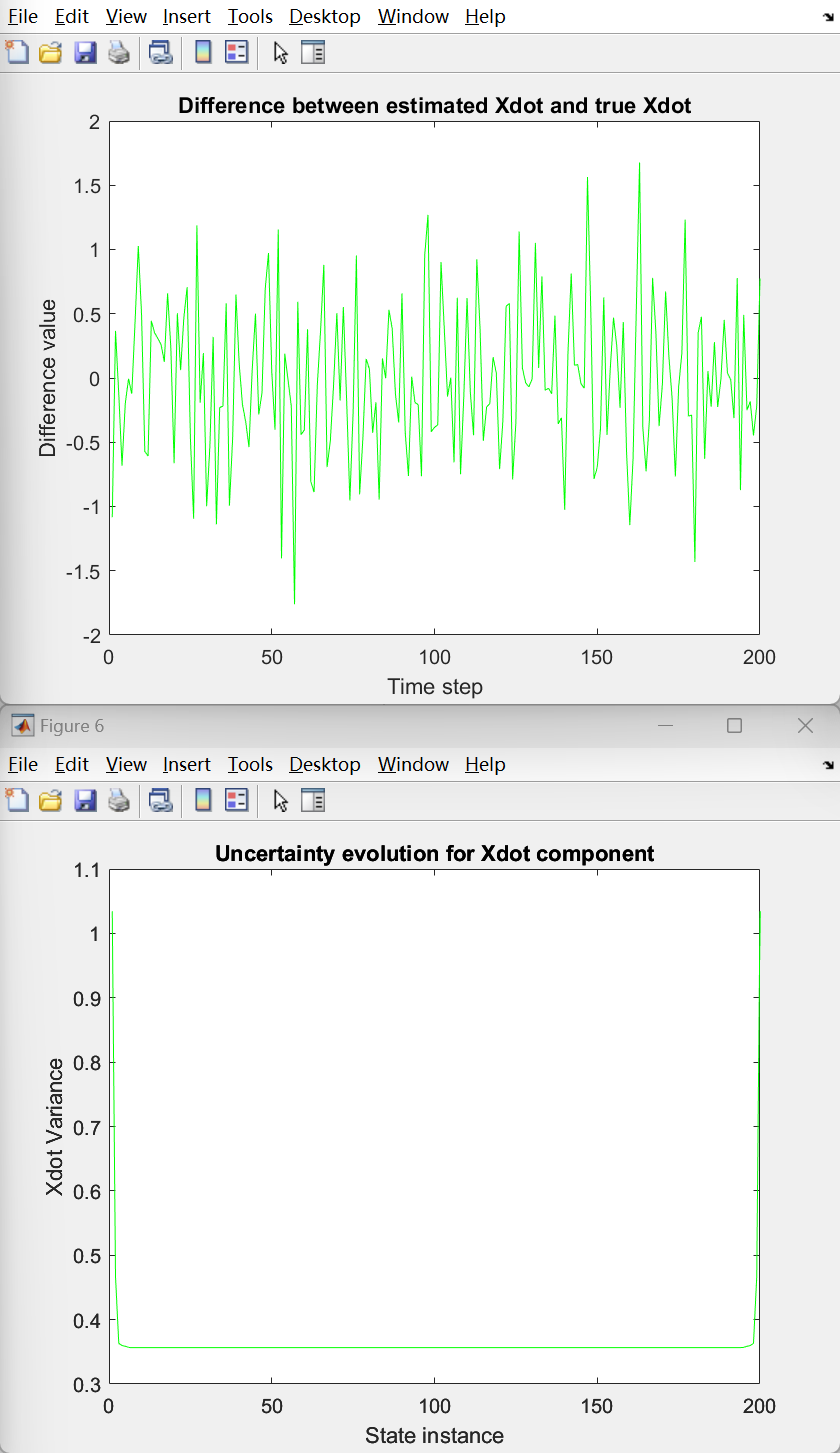 File Edit View Insert Tools Desktop Window Help
Difference between estimated Xdot and true Xdot
2
1.5
1
0.5
0
-0.5
-1
-1.5
-2
Difference value
0 50 100 150 200
Time step
Figure 6
File Edit View Insert Tools Desktop Window Help
Uncertainty evolution for Xdot component
1.1
1
0.9
0.8
0.7
0.6
0.5
0.4
0.3
Xdot Variance
0 50 100 150 200
State instance